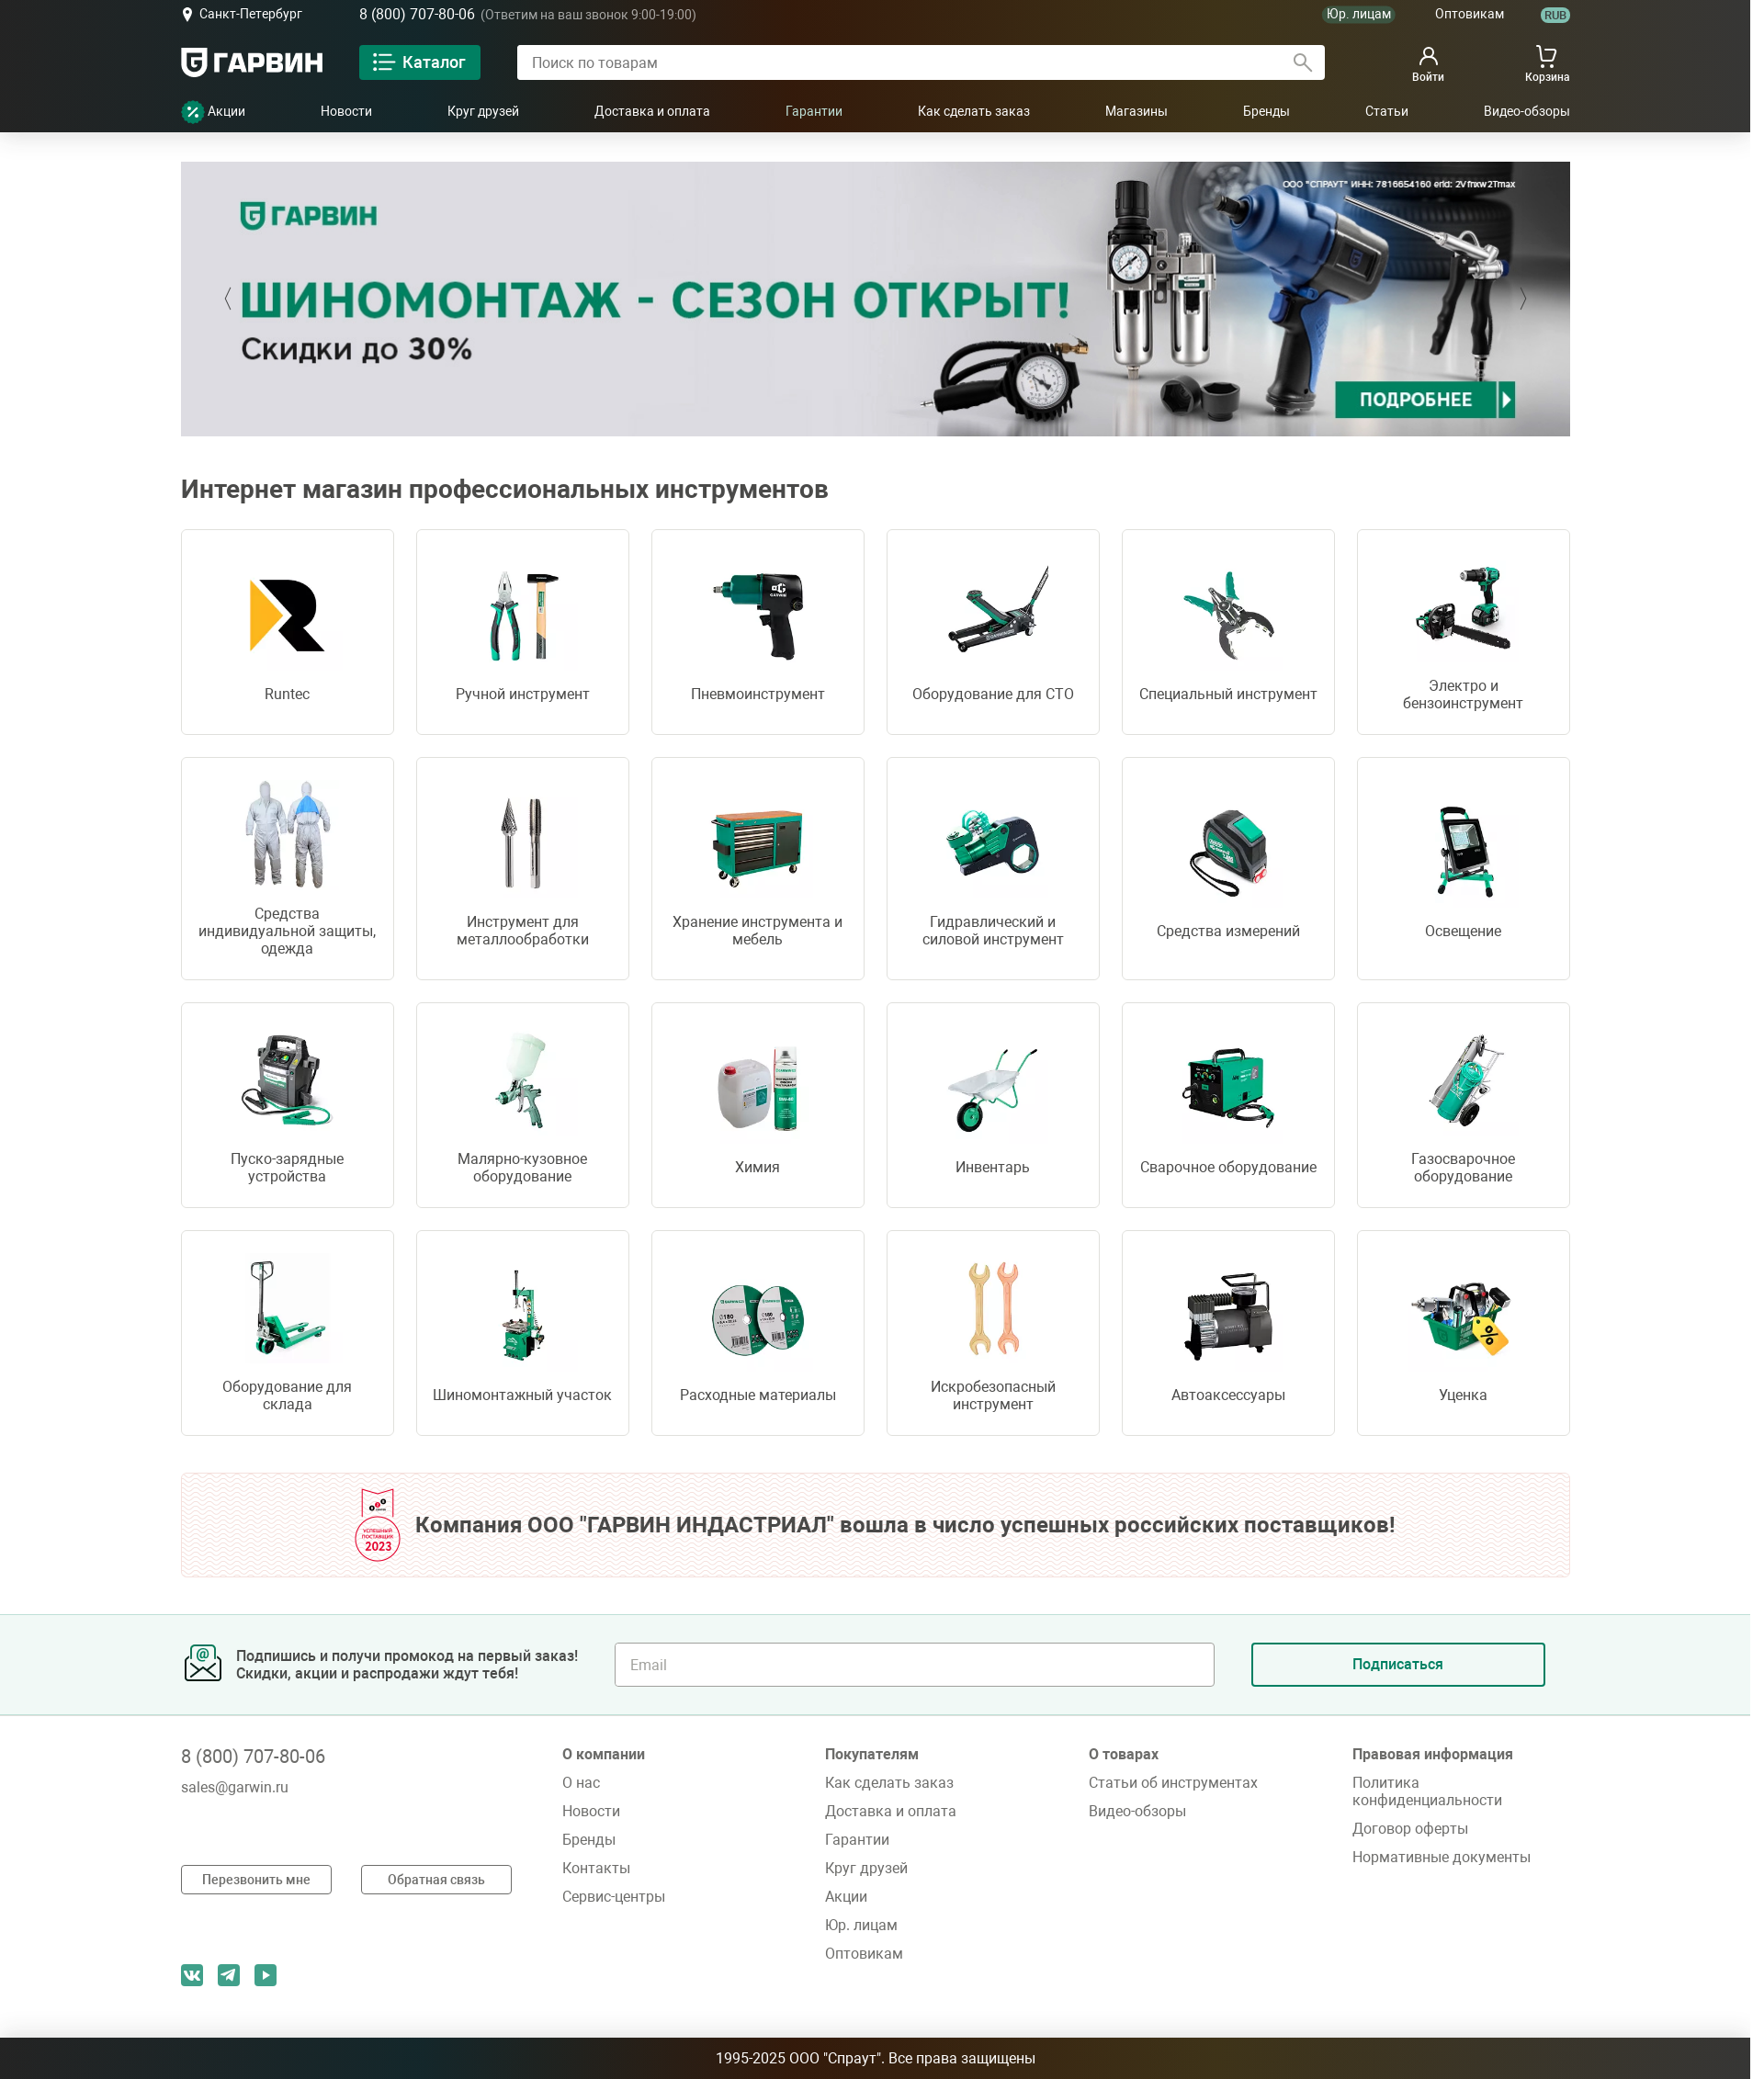 Санкт-Петербург
8 (800) 707-80-06 (Ответим на ваш звонок 9:00-19:00)
Юр. лицам
Оптовикам
RUB
ГАРВИН
Каталог
Поиск по товарам
Войти
Корзина
Акции
Новости
Круг друзей
Доставка и оплата
Гарантии
Как сделать заказ
Магазины
Бренды
Статьи
Видео-обзоры
ООО "СПРАУТ" ИНН: 7816654160 erid: 2Vfnxw2Tmax
ГАРВИН
ШИНОМОНТАЖ - СЕЗОН ОТКРЫТ!
Скидки до 30%
ПОДРОБНЕЕ
Интернет магазин профессиональных инструментов
Runtec
Ручной инструмент
Пневмоинструмент
Оборудование для СТО
Специальный инструмент
Электро и
бензоинструмент
Средства
индивидуальной защиты,
одежда
Инструмент для
металлообработки
Хранение инструмента и
мебель
Гидравлический и
силовой инструмент
Средства измерений
Освещение
Пуско-зарядные
устройства
Малярно-кузовное
оборудование
Химия
Инвентарь
Сварочное оборудование
Газосварочное
оборудование
Оборудование для
склада
Шиномонтажный участок
Расходные материалы
Искробезопасный
инструмент
Автоаксессуары
Уценка
УСПЕШНЫЙ
ПОСТАВЩИК
2023
Компания ООО "ГАРВИН ИНДАСТРИАЛ" вошла в число успешных российских поставщиков!
Подпишись и получи промокод на первый заказ!
Скидки, акции и распродажи ждут тебя!
Email
Подписаться
8 (800) 707-80-06
sales@garwin.ru
Перезвонить мне
Обратная связь
О компании
О нас
Новости
Бренды
Контакты
Сервис-центры
Покупателям
Как сделать заказ
Доставка и оплата
Гарантии
Круг друзей
Акции
Юр. лицам
Оптовикам
О товарах
Статьи об инструментах
Видео-обзоры
Правовая информация
Политика
конфиденциальности
Договор оферты
Нормативные документы
1995-2025 ООО "Спраут". Все права защищены